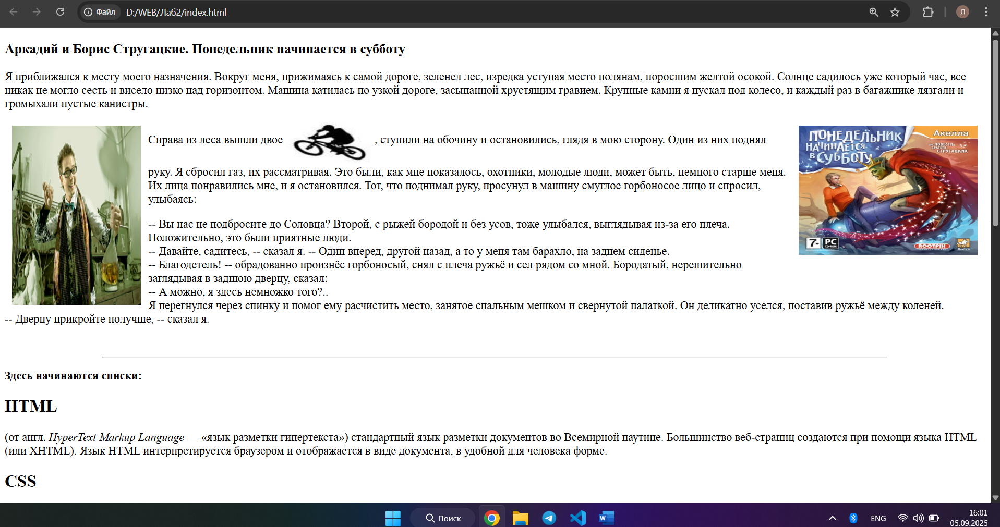 Файл
D:/WEB/Лаб2/index.html
Л
Аркадий и Борис Стругацкие. Понедельник начинается в субботу
Я приближался к месту моего назначения. Вокруг меня, прижимаясь к самой дороге, зеленел лес, изредка уступая место полянам, поросшим желтой осокой. Солнце садилось уже который час, все
никак не могло сесть и висело низко над горизонтом. Машина катилась по узкой дороге, засыпанной хрустящим гравием. Крупные камни я пускал под колесо, и каждый раз в багажнике лязгали и
громыхали пустые канистры.
Справа из леса вышли двое , ступили на обочину и остановились, глядя в мою сторону. Один из них поднял
руку. Я сбросил газ, их рассматривая. Это были, как мне показалось, охотники, молодые люди, может быть, немного старше меня.
Их лица понравились мне, и я остановился. Тот, что поднимал руку, просунул в машину смуглое горбоносое лицо и спросил,
улыбаясь:
ПОНЕДЕЛЬНИК
НАЧИНАЕТСЯ
В СУББОТУ
Акелла
ПО ПОВЕСТИ
БРАТЬЕВ
СТРУГАЦКИХ
7+
PC
CD-ROM
ROOTFIX
-- Вы нас не подбросите до Соловца? Второй, с рыжей бородой и без усов, тоже улыбался, выглядывая из-за его плеча.
Положительно, это были приятные люди.
-- Давайте, садитесь, -- сказал я. -- Один вперед, другой назад, а то у меня там барахло, на заднем сиденье.
-- Благодетель! -- обрадованно произнёс горбоносый, снял с плеча ружьё и сел рядом со мной. Бородатый, нерешительно
заглядывая в заднюю дверцу, сказал:
-- А можно, я здесь немножко того?..
Я перегнулся через спинку и помог ему расчистить место, занятое спальным мешком и свернутой палаткой. Он деликатно уселся, поставив ружьё между коленей.
-- Дверцу прикройте получше, -- сказал я.
Здесь начинаются списки:
HTML
(от англ. HyperText Markup Language — «язык разметки гипертекста») стандартный язык разметки документов во Всемирной паутине. Большинство веб-страниц создаются при помощи языка HTML
(или XHTML). Язык HTML интерпретируется браузером и отображается в виде документа, в удобной для человека форме.
CSS
Поиск
W
ENG
16:01
05.09.2025